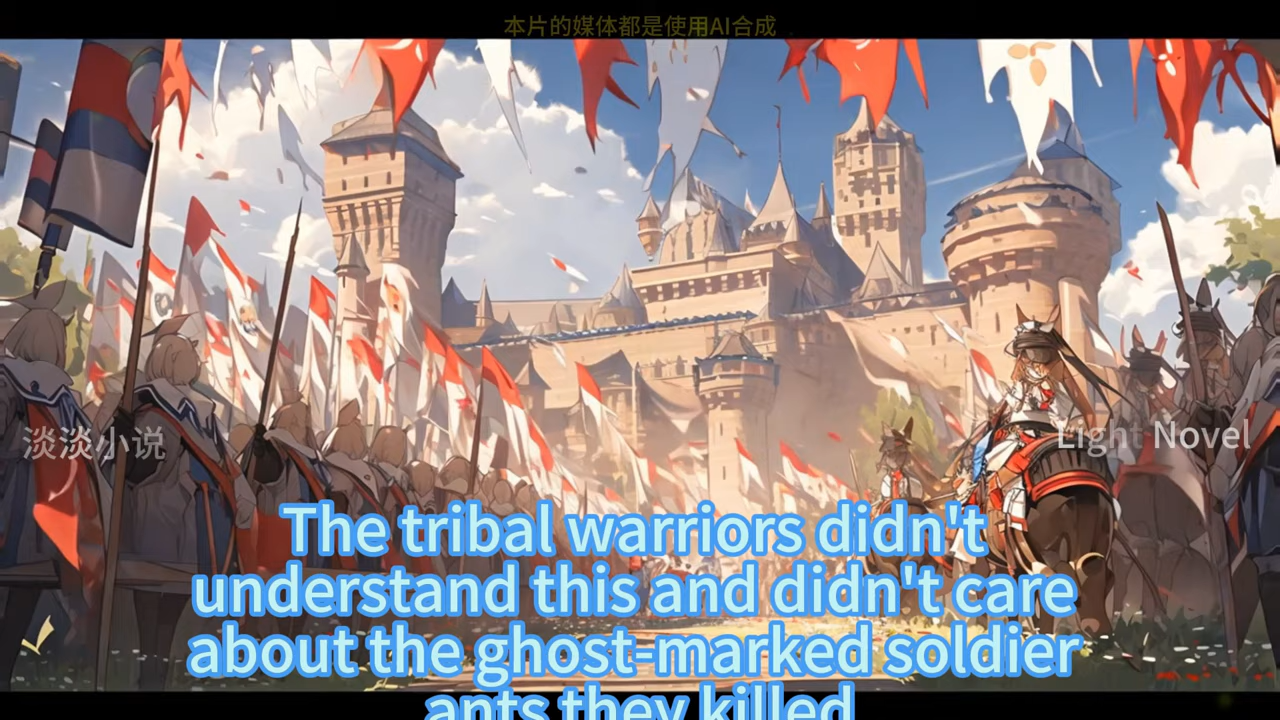 本片的媒体都是使用AI合成
淡淡小说
Light Novel
The tribal warriors didn't
understand this and didn't care
about the ghost-marked soldier
ants they killed